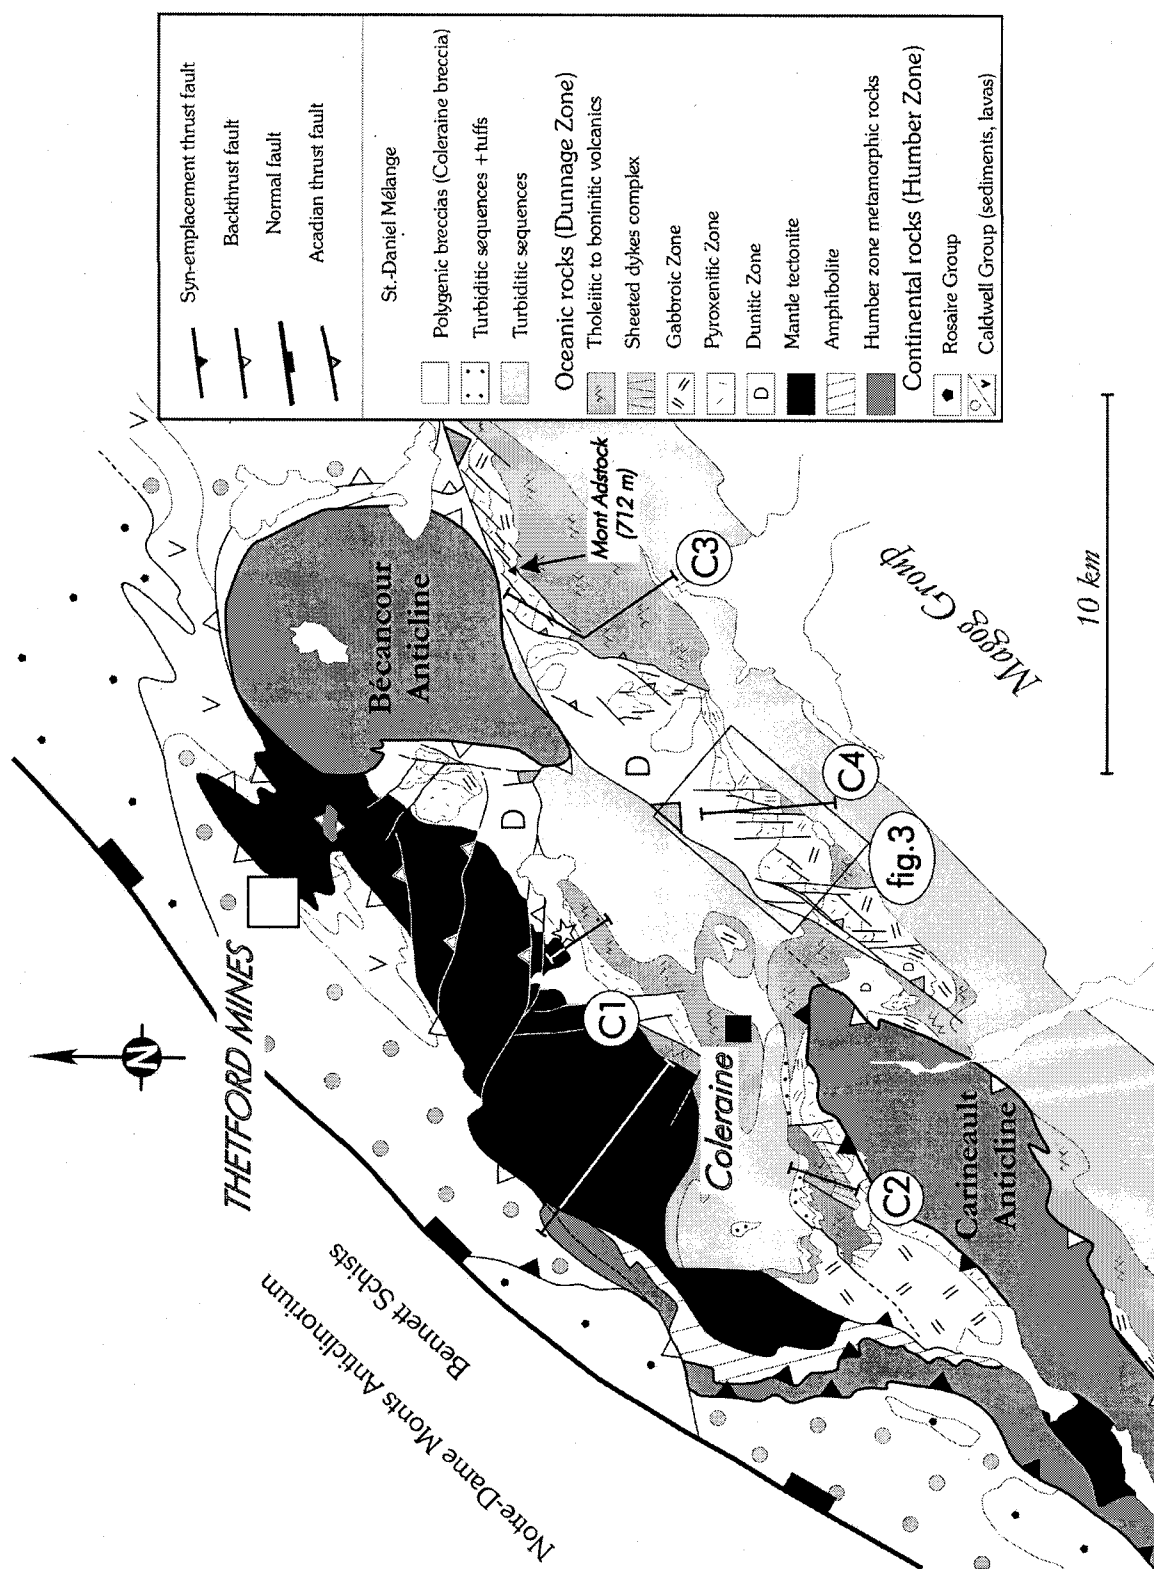 THETFORD MINES
N
Notre-Dame Monts Anticlinorium
Bennett Schists
Bécancour
Anticline
Mont Adstock
(712 m)
C3
C1
C4
fig.3
Coleraine
C2
Carineault
Anticline
Magog Group
10 km
D
D
D
D
V
V
V
V
Syn-emplacement thrust fault
Backthrust fault
Normal fault
Acadian thrust fault
St.-Daniel Mélange
Polygenic breccias (Coleraine breccia)
Turbiditic sequences +tuffs
Turbiditic sequences
Oceanic rocks (Dunnage Zone)
Tholeiitic to boninitic volcanics
Sheeted dykes complex
Gabbroic Zone
Pyroxenitic Zone
D Dunitic Zone
Mantle tectonite
Amphibolite
Humber zone metamorphic rocks
Continental rocks (Humber Zone)
Rosaire Group
Caldwell Group (sediments, lavas)